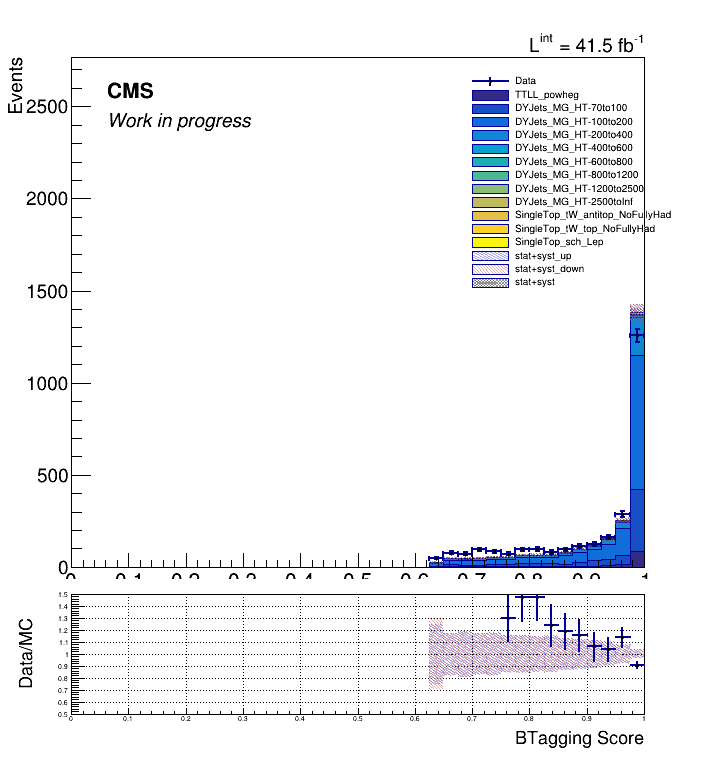 L^int = 41.5 fb^-1
Events
CMS
Work in progress
Data
TTLL_powheg
DYJets_MG_HT-70to100
DYJets_MG_HT-100to200
DYJets_MG_HT-200to400
DYJets_MG_HT-400to600
DYJets_MG_HT-600to800
DYJets_MG_HT-800to1200
DYJets_MG_HT-1200to2500
DYJets_MG_HT-2500toInf
SingleTop_tW_antitop_NoFullyHad
SingleTop_tW_top_NoFullyHad
SingleTop_sch_Lep
stat+syst_up
stat+syst_down
stat+syst
2500
2000
1500
1000
500
0
0 0.1 0.2 0.3 0.4 0.5 0.6 0.7 0.8 0.9 1
Data/MC
1.5
1.4
1.3
1.2
1.1
1
0.9
0.8
0.7
0.6
0.5
0 0.1 0.2 0.3 0.4 0.5 0.6 0.7 0.8 0.9 1
BTagging Score